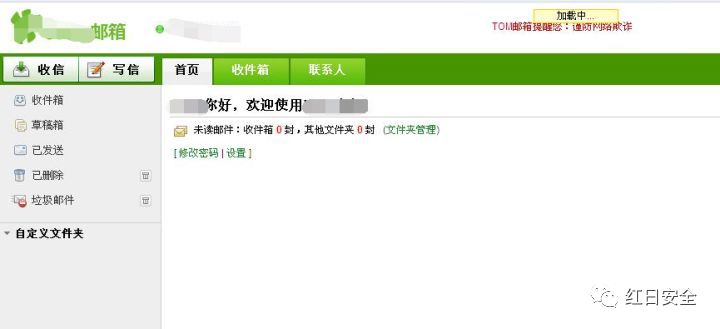 邮箱
加载中...
TOM邮箱提醒您：谨防网络欺诈
收信 写信 首页 收件箱 联系人
收件箱
草稿箱
已发送
已删除
垃圾邮件
自定义文件夹
你好，欢迎使用
未读邮件：收件箱 0 封，其他文件夹 0 封 （文件夹管理）
[ 修改密码 | 设置 ]
红日安全